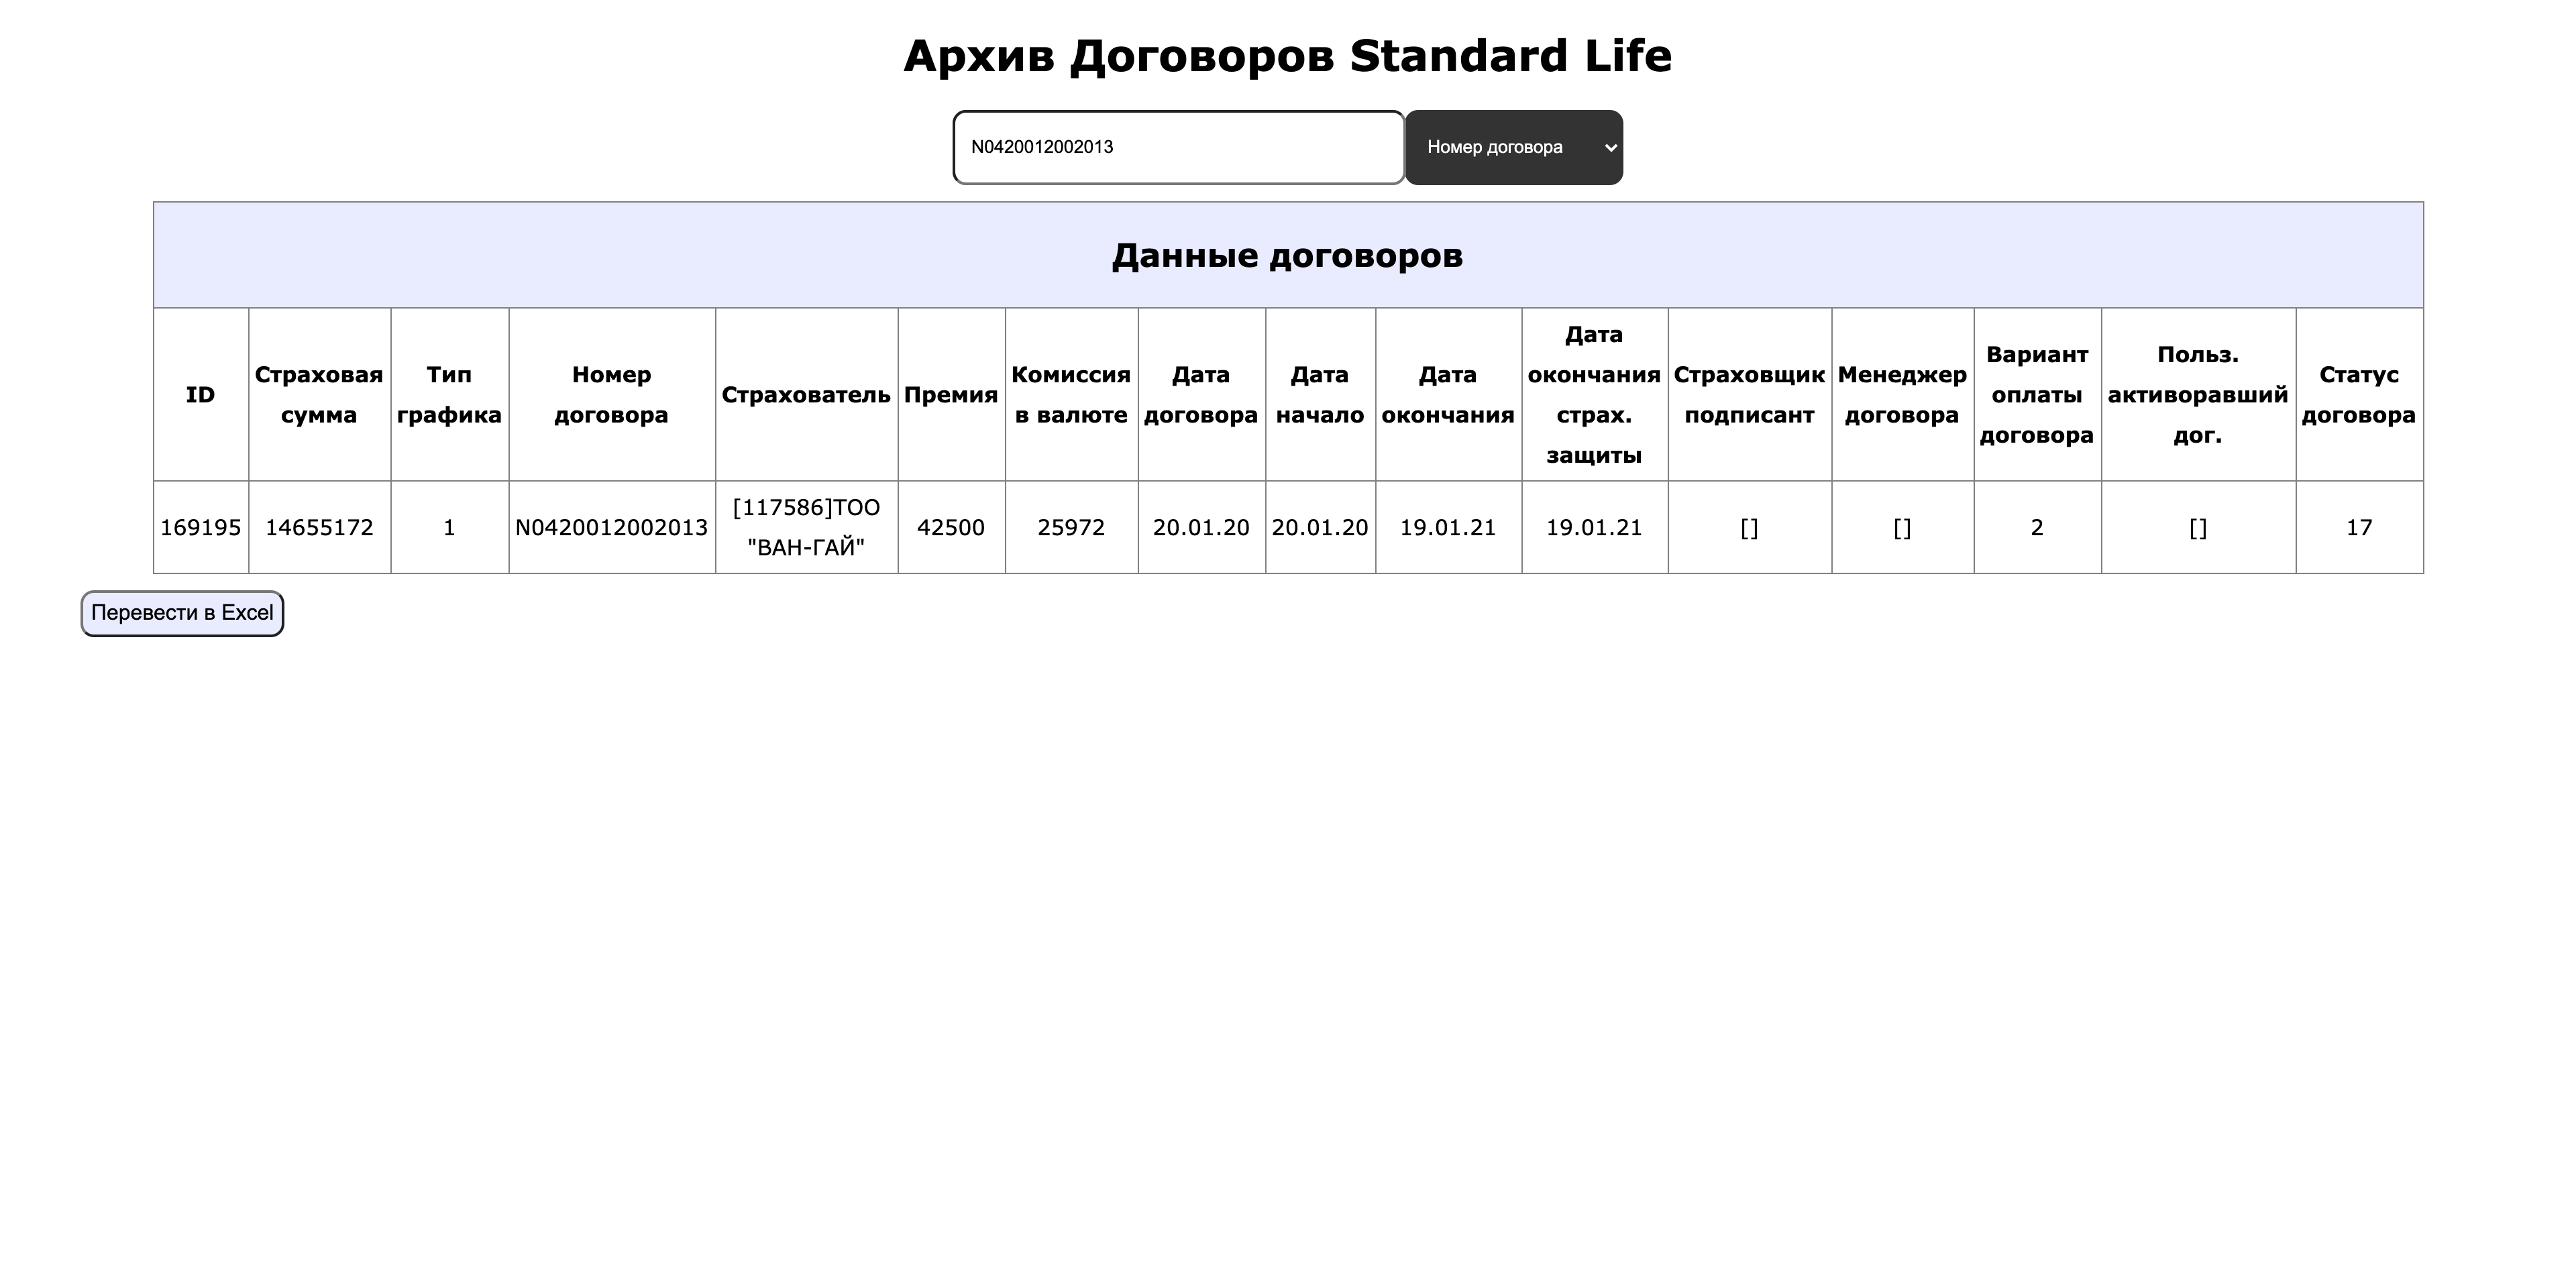 Архив Договоров Standard Life
N0420012002013
Номер договора
Данные договоров
ID
Страховая
сумма
Тип
графика
Номер
договора
Страхователь
Премия
Комиссия
в валюте
Дата
договора
Дата
начало
Дата
окончания
Дата
окончания
страх.
защиты
Страховщик
подписант
Менеджер
договора
Вариант
оплаты
договора
Польз.
активоравший
дог.
Статус
договора
169195
14655172
1
N0420012002013
[117586]ТОО
"ВАН-ГАЙ"
42500
25972
20.01.20
20.01.20
19.01.21
19.01.21
[]
[]
2
[]
17
Перевести в Excel